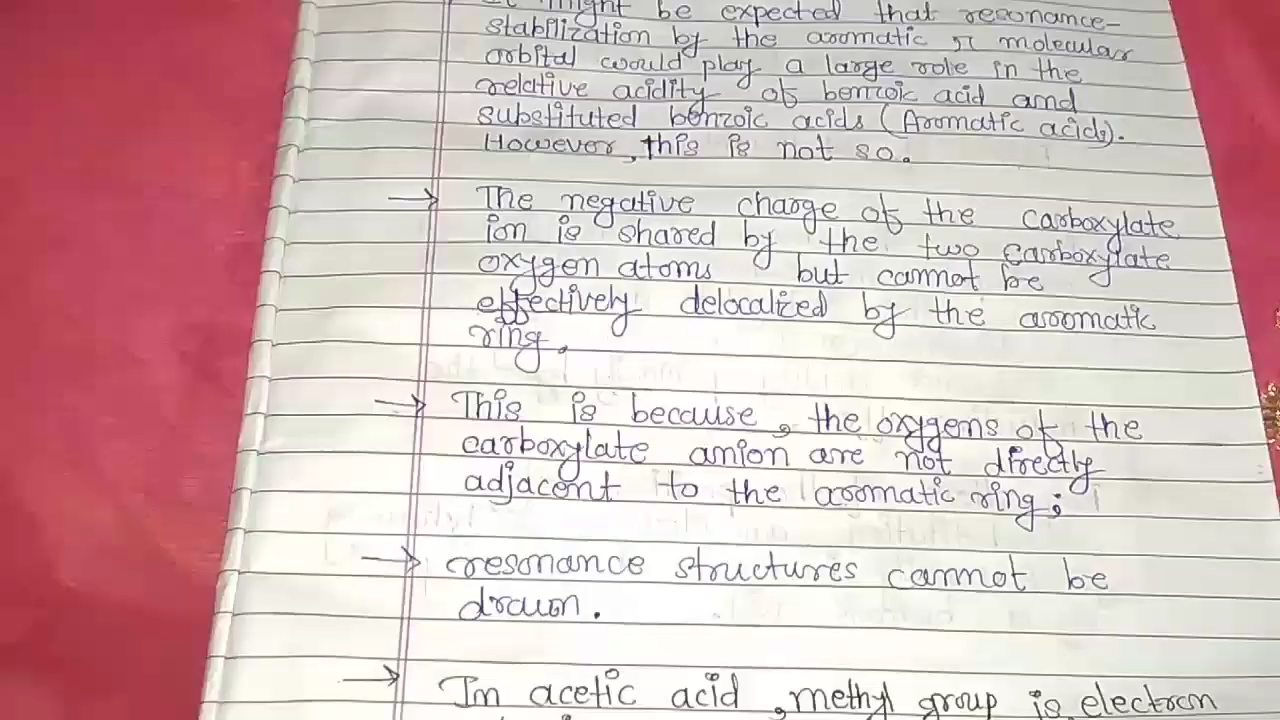 It might be expected that resonance-
stabilization by the aromatic π molecular
orbital would play a large role in the
relative acidity of benzoic acid and
substituted benzoic acids (Aromatic acids).
However, this is not so.
→ The negative charge of the carboxylate
ion is shared by the two carboxylate
oxygen atoms but cannot be
effectively delocalized by the aromatic
ring.
→ This is because, the oxygens of the
carboxylate anion are not directly
adjacent to the aromatic ring;
→ resonance structures cannot be
drawn.
→ In acetic acid, methyl group is electron